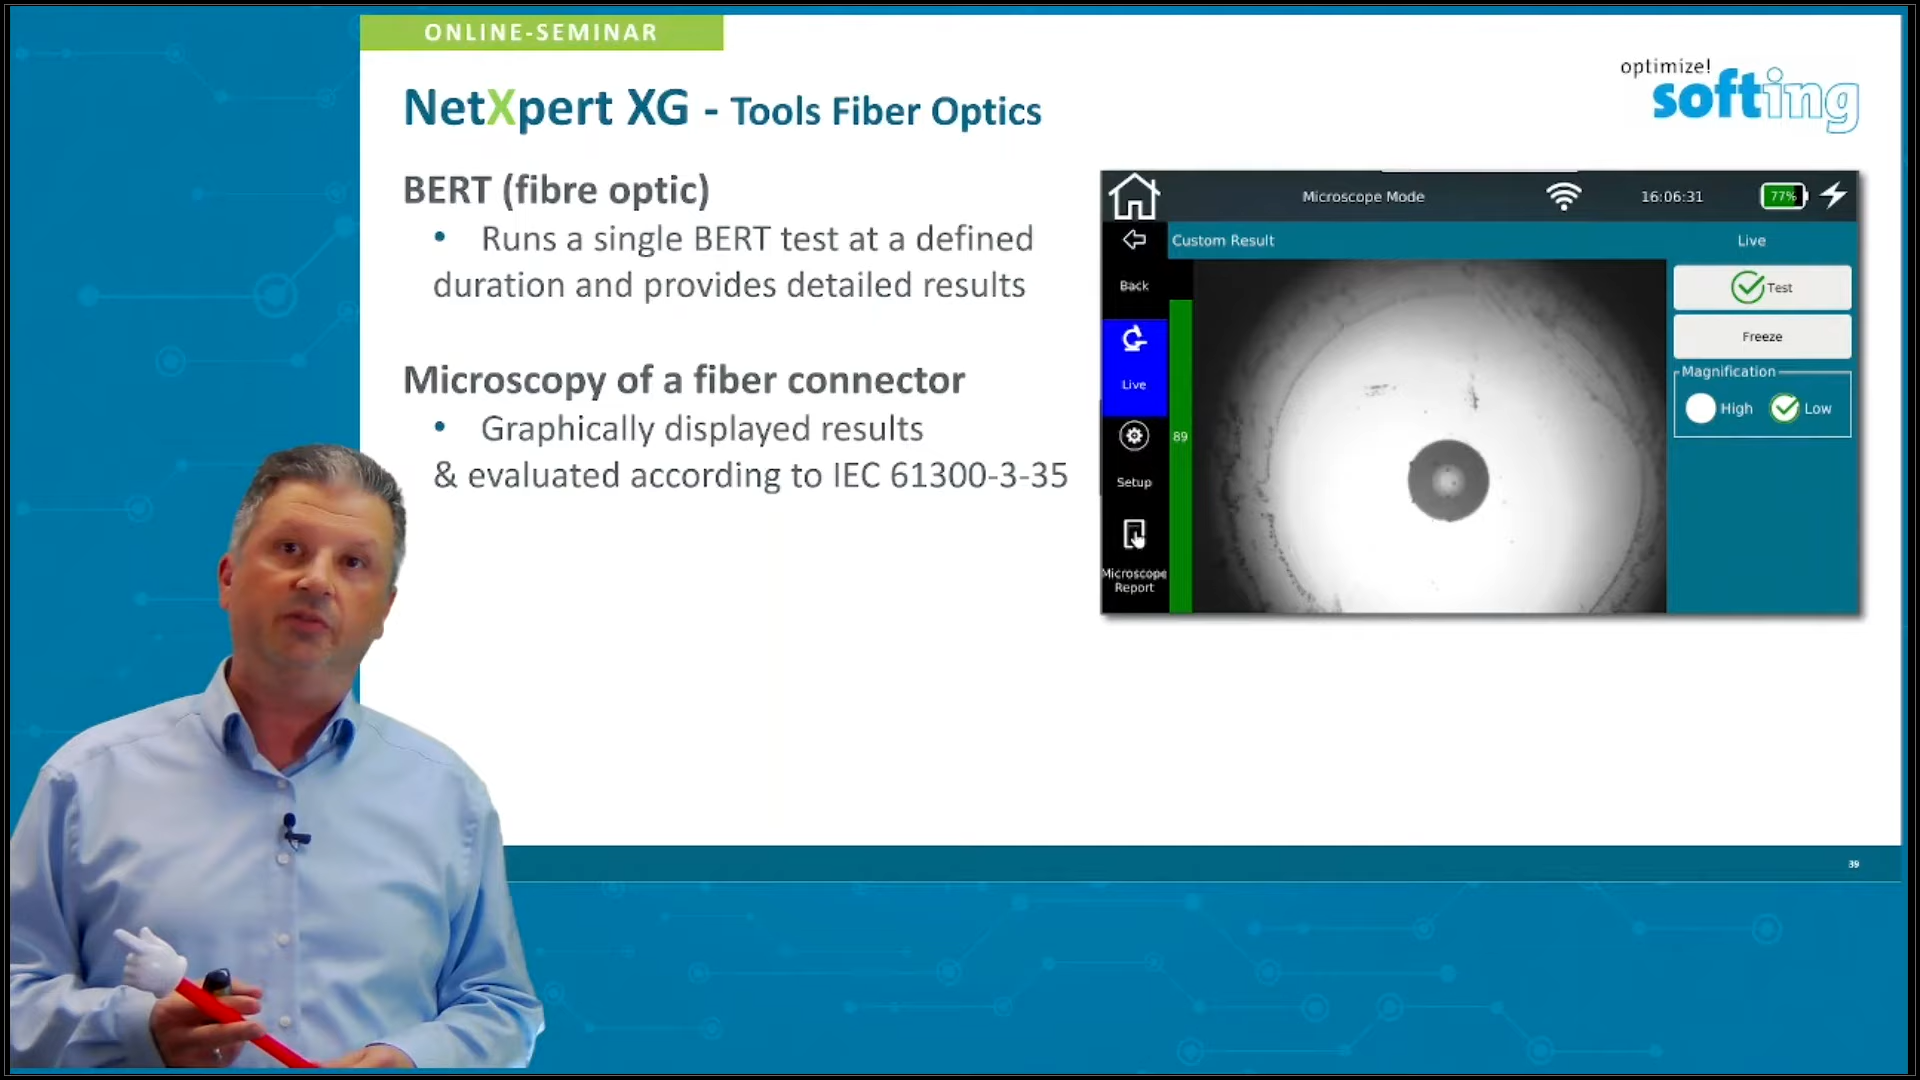 ONLINE-SEMINAR
optimize!
softing
NetXpert XG - Tools Fiber Optics
BERT (fibre optic)
• Runs a single BERT test at a defined
duration and provides detailed results
Microscopy of a fiber connector
• Graphically displayed results
& evaluated according to IEC 61300-3-35
Microscope Mode
16:06:31
77%
Back
Custom Result
Live
Test
Freeze
Magnification
High
Low
Live
89
Setup
Microscope
Report
39